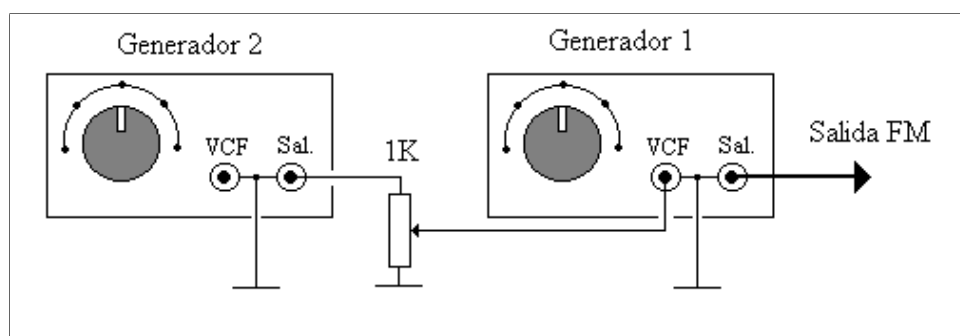 Generador 2
Generador 1
VCF
Sal.
1K
VCF
Sal.
Salida FM